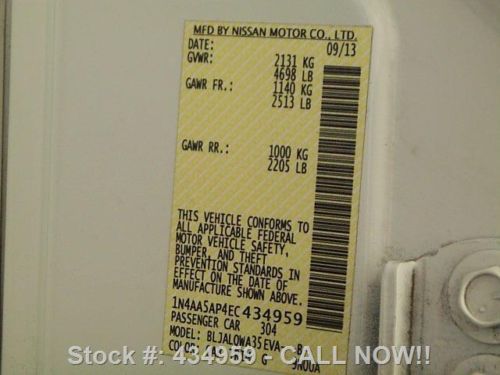 MFD BY NISSAN MOTOR CO., LTD.
DATE: 09/13
GVWR: 2131 KG
4698 LB
GAWR FR.: 1140 KG
2513 LB
GAWR RR.: 1000 KG
2205 LB
THIS VEHICLE CONFORMS TO
ALL APPLICABLE FEDERAL
MOTOR VEHICLE SAFETY,
BUMPER, AND THEFT
PREVENTION STANDARDS IN
EFFECT ON THE DATE OF
MANUFACTURE SHOWN ABOVE.
1N4AA5AP4EC434959
PASSENGER CAR 304
MODEL: BLJALOWA35EVA--B
COLOR: G
Stock #: 434959 - CALL NOW!!